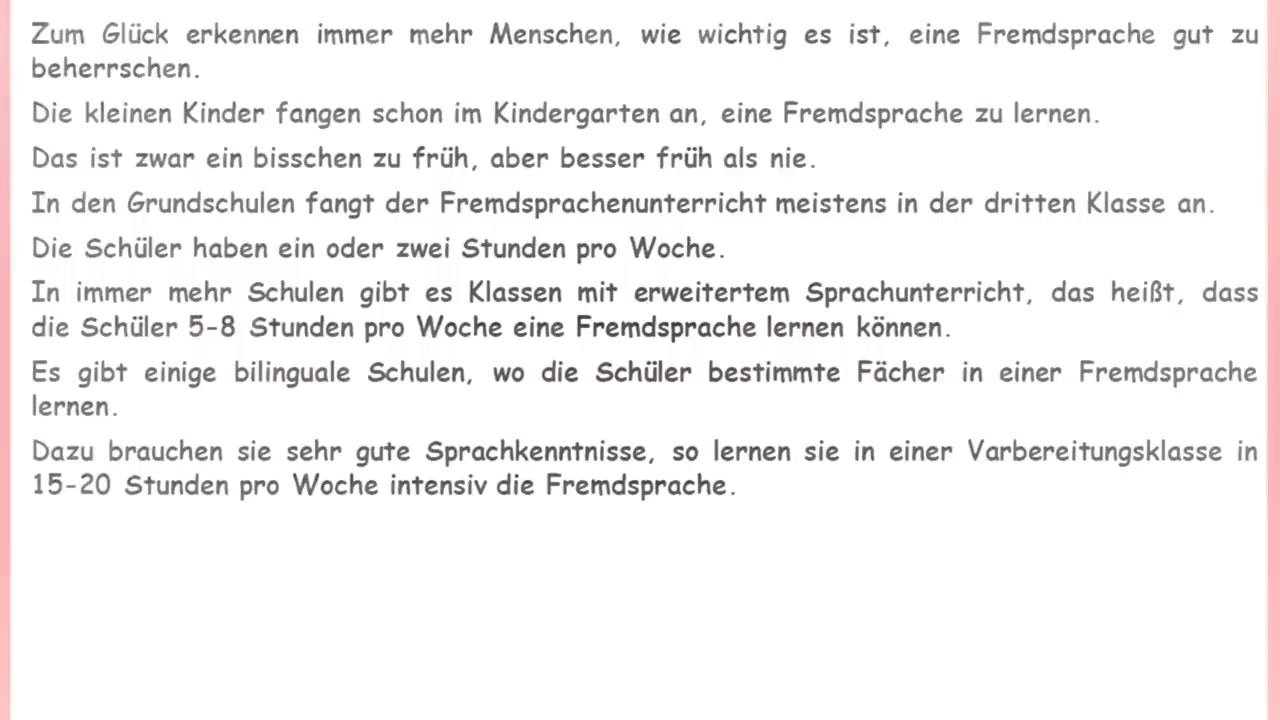 Zum Glück erkennen immer mehr Menschen, wie wichtig es ist, eine Fremdsprache gut zu
beherrschen.
Die kleinen Kinder fangen schon im Kindergarten an, eine Fremdsprache zu lernen.
Das ist zwar ein bisschen zu früh, aber besser früh als nie.
In den Grundschulen fangt der Fremdsprachenunterricht meistens in der dritten Klasse an.
Die Schüler haben ein oder zwei Stunden pro Woche.
In immer mehr Schulen gibt es Klassen mit erweitertem Sprachunterricht, das heißt, dass
die Schüler 5-8 Stunden pro Woche eine Fremdsprache lernen können.
Es gibt einige bilinguale Schulen, wo die Schüler bestimmte Fächer in einer Fremdsprache
lernen.
Dazu brauchen sie sehr gute Sprachkenntnisse, so lernen sie in einer Varbereitungsklasse in
15-20 Stunden pro Woche intensiv die Fremdsprache.